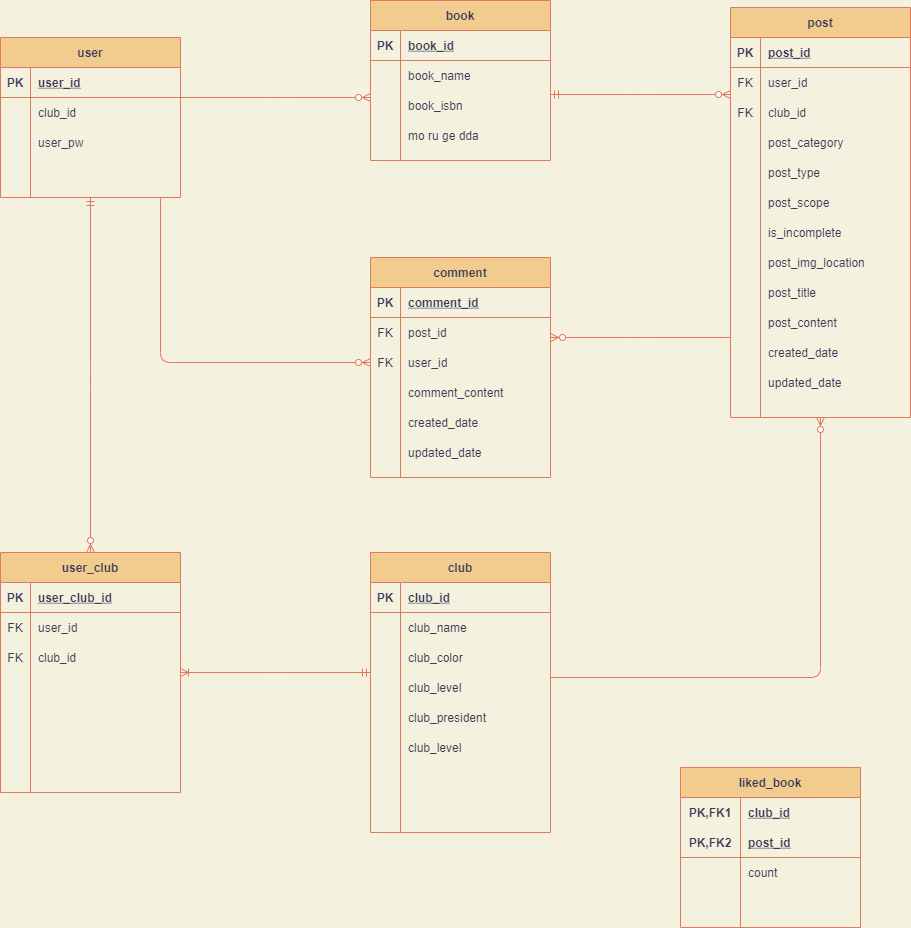 user
PK user_id
club_id
user_pw
book
PK book_id
book_name
book_isbn
mo ru ge dda
post
PK post_id
FK user_id
FK club_id
post_category
post_type
post_scope
is_incomplete
post_img_location
post_title
post_content
created_date
updated_date
comment
PK comment_id
FK post_id
FK user_id
comment_content
created_date
updated_date
user_club
PK user_club_id
FK user_id
FK club_id
club
PK club_id
club_name
club_color
club_level
club_president
club_level
liked_book
PK,FK1 club_id
PK,FK2 post_id
count